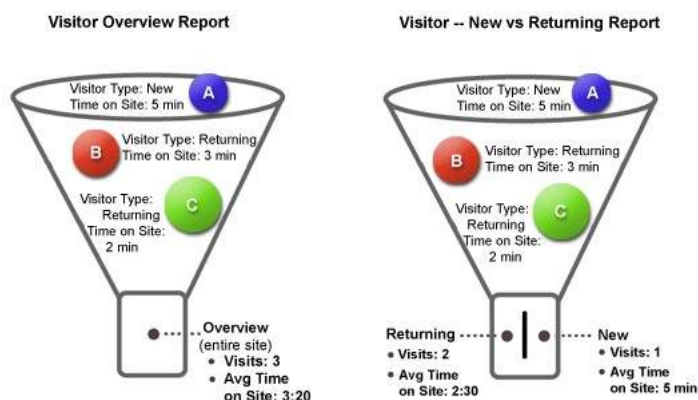 Visitor Overview Report
Visitor Type: New
Time on Site: 5 min
A
B
Visitor Type: Returning
Time on Site: 3 min
Visitor Type:
Returning
Time on Site:
2 min
C
Overview
(entire site)
• Visits: 3
• Avg Time
on Site: 3:20
Visitor -- New vs Returning Report
Visitor Type: New
Time on Site: 5 min
A
B
Visitor Type: Returning
Time on Site: 3 min
Visitor Type:
Returning
Time on Site:
2 min
C
Returning
• Visits: 2
• Avg Time
on Site: 2:30
New
• Visits: 1
• Avg Time
on Site: 5 min